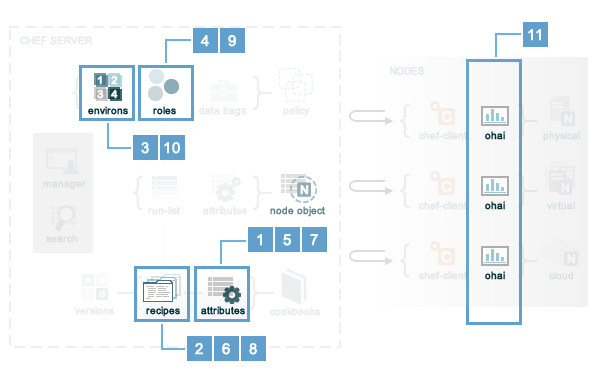 11
4 9
CHEF SERVER
NODES
1 2
3 4
environs
roles
data bags
policy
chef-client
ohai
physical
N
3 10
manager
run-list
attributes
N
node object
chef-client
ohai
virtual
N
search
1 5 7
versions
recipes
attributes
cookbooks
chef-client
ohai
cloud
N
2 6 8